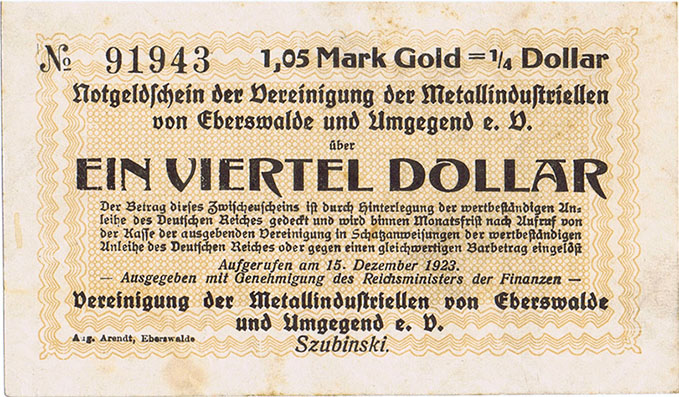 № 91943 1,05 Mark Gold = 1/4 Dollar
Notgeldschein der Vereinigung der Metallindustriellen
von Eberswalde und Umgegend e. V.
über
EIN VIERTEL DOLLAR
Der Betrag dieses Zwischenscheins ist durch Hinterlegung der wertbeständigen An-
leihe des Deutschen Reiches gedeckt und wird binnen Monatsfrist nach Aufruf von
der Kasse der ausgebenden Vereinigung in Schatzanweisungen der wertbeständigen
Anleihe des Deutschen Reiches oder gegen einen gleichwertigen Barbetrag eingelöst
Aufgerufen am 15. Dezember 1923.
— Ausgegeben mit Genehmigung des Reichsministers der Finanzen —
Vereinigung der Metallindustriellen von Eberswalde
und Umgegend e. V.
Aug. Arendt, Eberswalde
Szubinski.